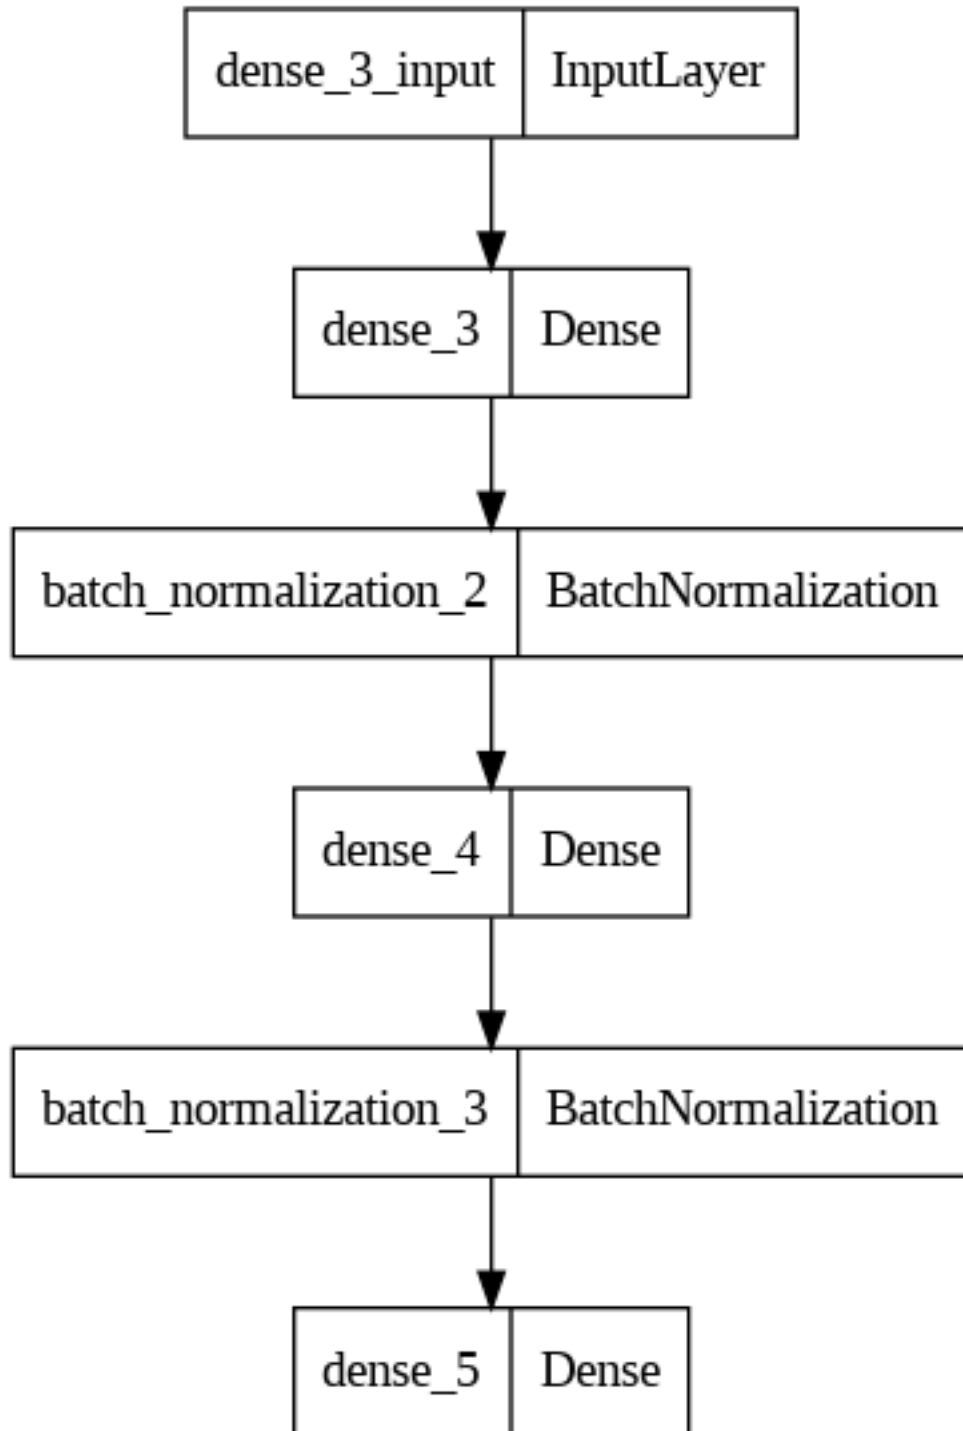 dense_3_input InputLayer
dense_3 Dense
batch_normalization_2 BatchNormalization
dense_4 Dense
batch_normalization_3 BatchNormalization
dense_5 Dense